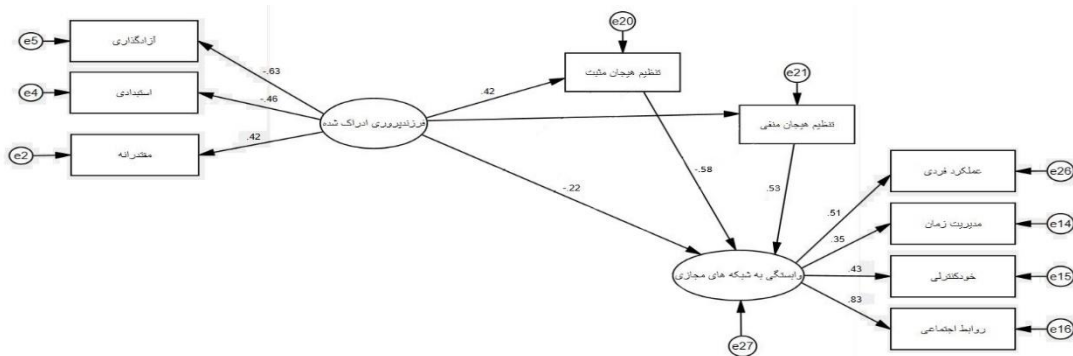 e5
آزادگذاری
-.63
e4
استبدادی
-.46
e2
مقتدرانه
.42
فرزندپروری ادراک شده
.42
e20
تنظیم هیجان مثبت
e21
تنظیم هیجان منفی
-.22
-.58
.53
وابستگی به شبکه های مجازی
e27
.51
عملکرد فردی
e26
.35
مدیریت زمان
e14
.43
خودکنترلی
e15
.83
روابط اجتماعی
e16